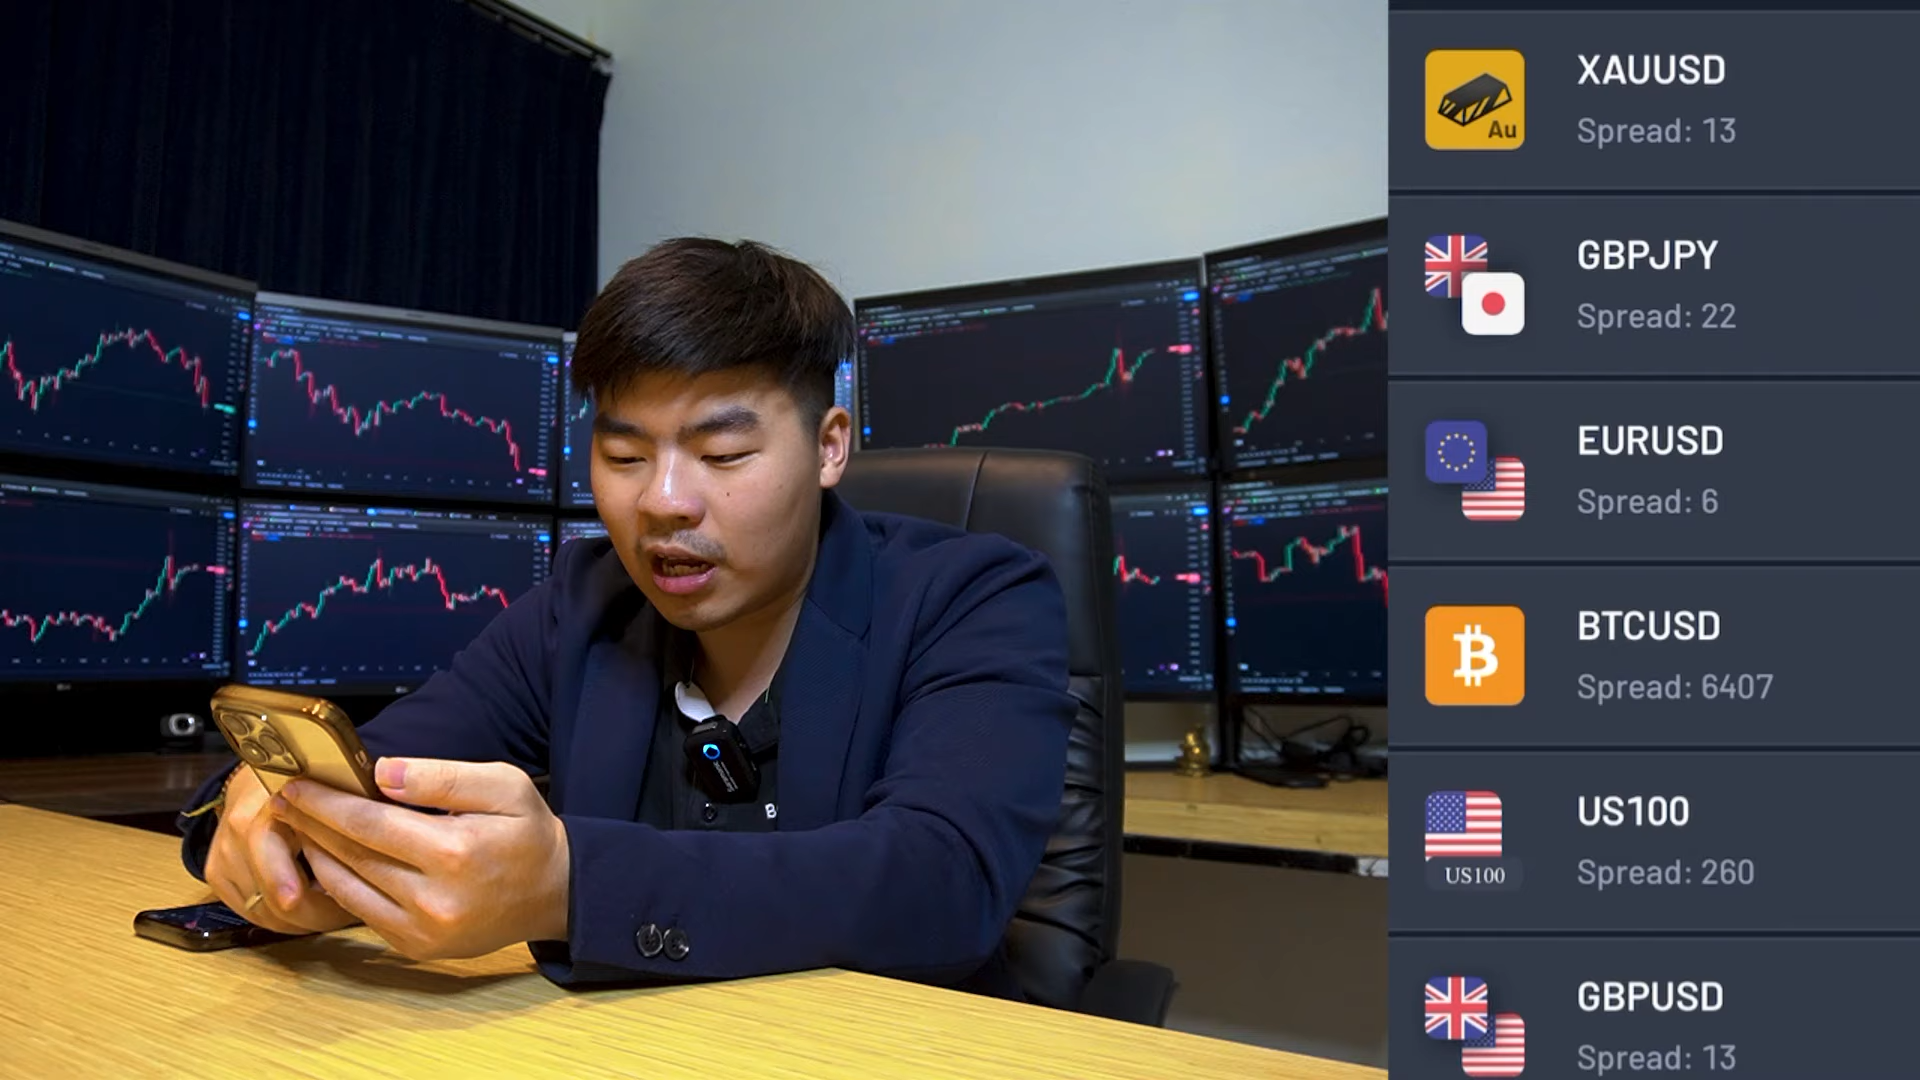 XAUUSD
Au
Spread: 13
GBPJPY
Spread: 22
EURUSD
Spread: 6
BTCUSD
Spread: 6407
US100
US100
Spread: 260
GBPUSD
Spread: 13